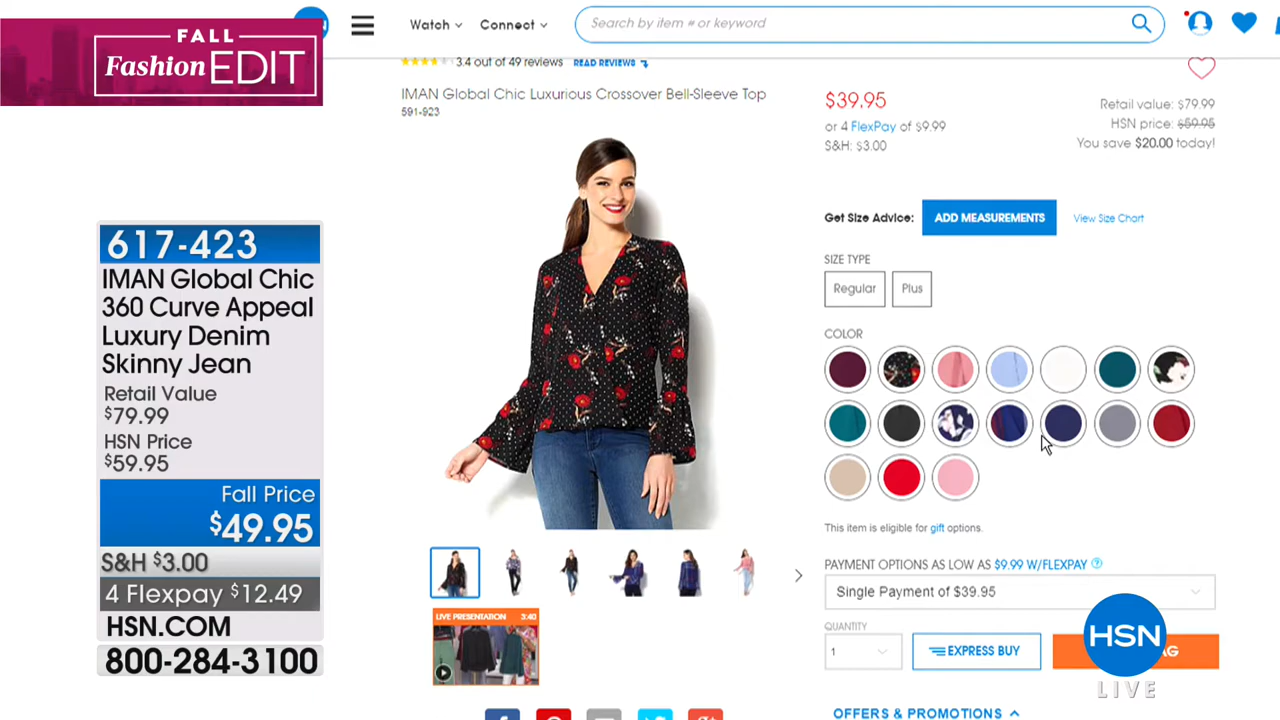 FALL
Fashion EDIT
Watch
Connect
Search by item # or keyword
3.4 out of 49 reviews READ REVIEWS
IMAN Global Chic Luxurious Crossover Bell-Sleeve Top
591-923
$39.95
or 4 FlexPay of $9.99
S&H: $3.00
Retail value: $79.99
HSN price: $59.95
You save $20.00 today!
Get Size Advice: ADD MEASUREMENTS View Size Chart
SIZE TYPE
Regular Plus
COLOR
This item is eligible for gift options.
PAYMENT OPTIONS AS LOW AS $9.99 W/FLEXPAY ?
Single Payment of $39.95
QUANTITY
1
EXPRESS BUY
AG
OFFERS & PROMOTIONS
LIVE PRESENTATION 3:40
617-423
IMAN Global Chic
360 Curve Appeal
Luxury Denim
Skinny Jean
Retail Value
$79.99
HSN Price
$59.95
Fall Price
$49.95
S&H $3.00
4 Flexpay $12.49
HSN.COM
800-284-3100
HSN
LIVE